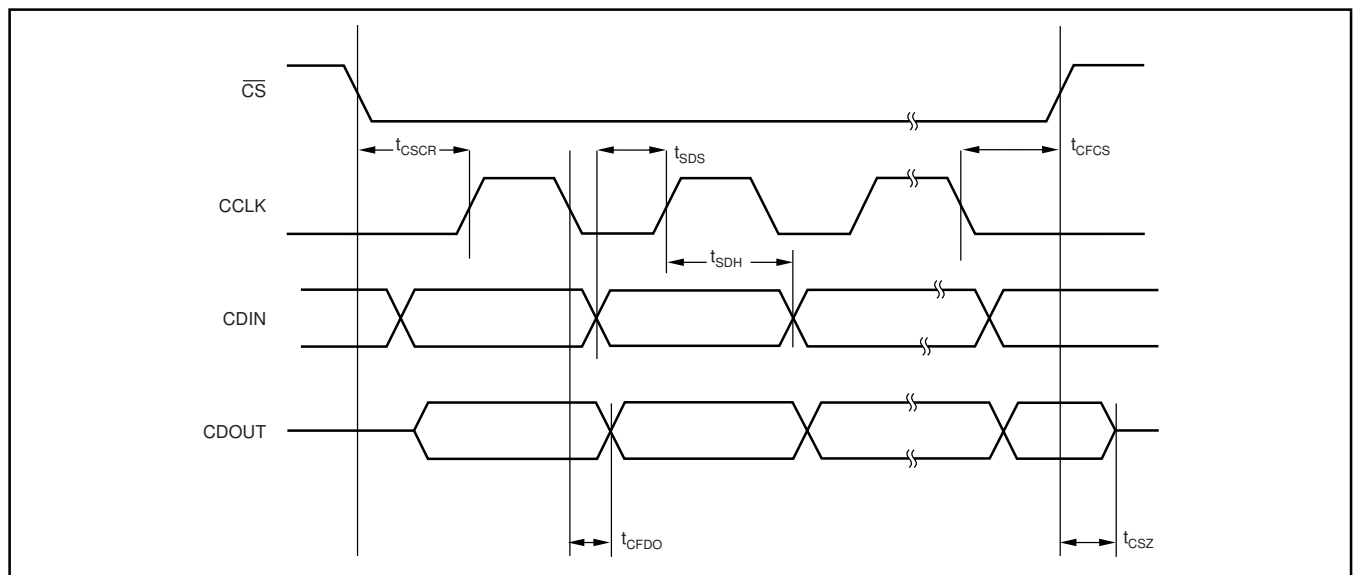 CS
tCSCR
tSDS
tCFCS
CCLK
tSDH
CDIN
CDOUT
tCFDO
tCSZ